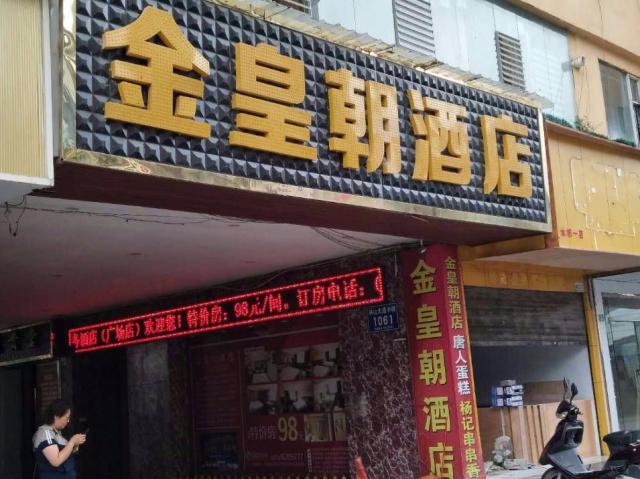 金皇朝酒店
酒店(广场店)欢迎您!特价房:98元/间。订房电话:
1061
金皇朝酒店
金皇朝酒店 唐人蛋糕 杨记串串香
特价房98元